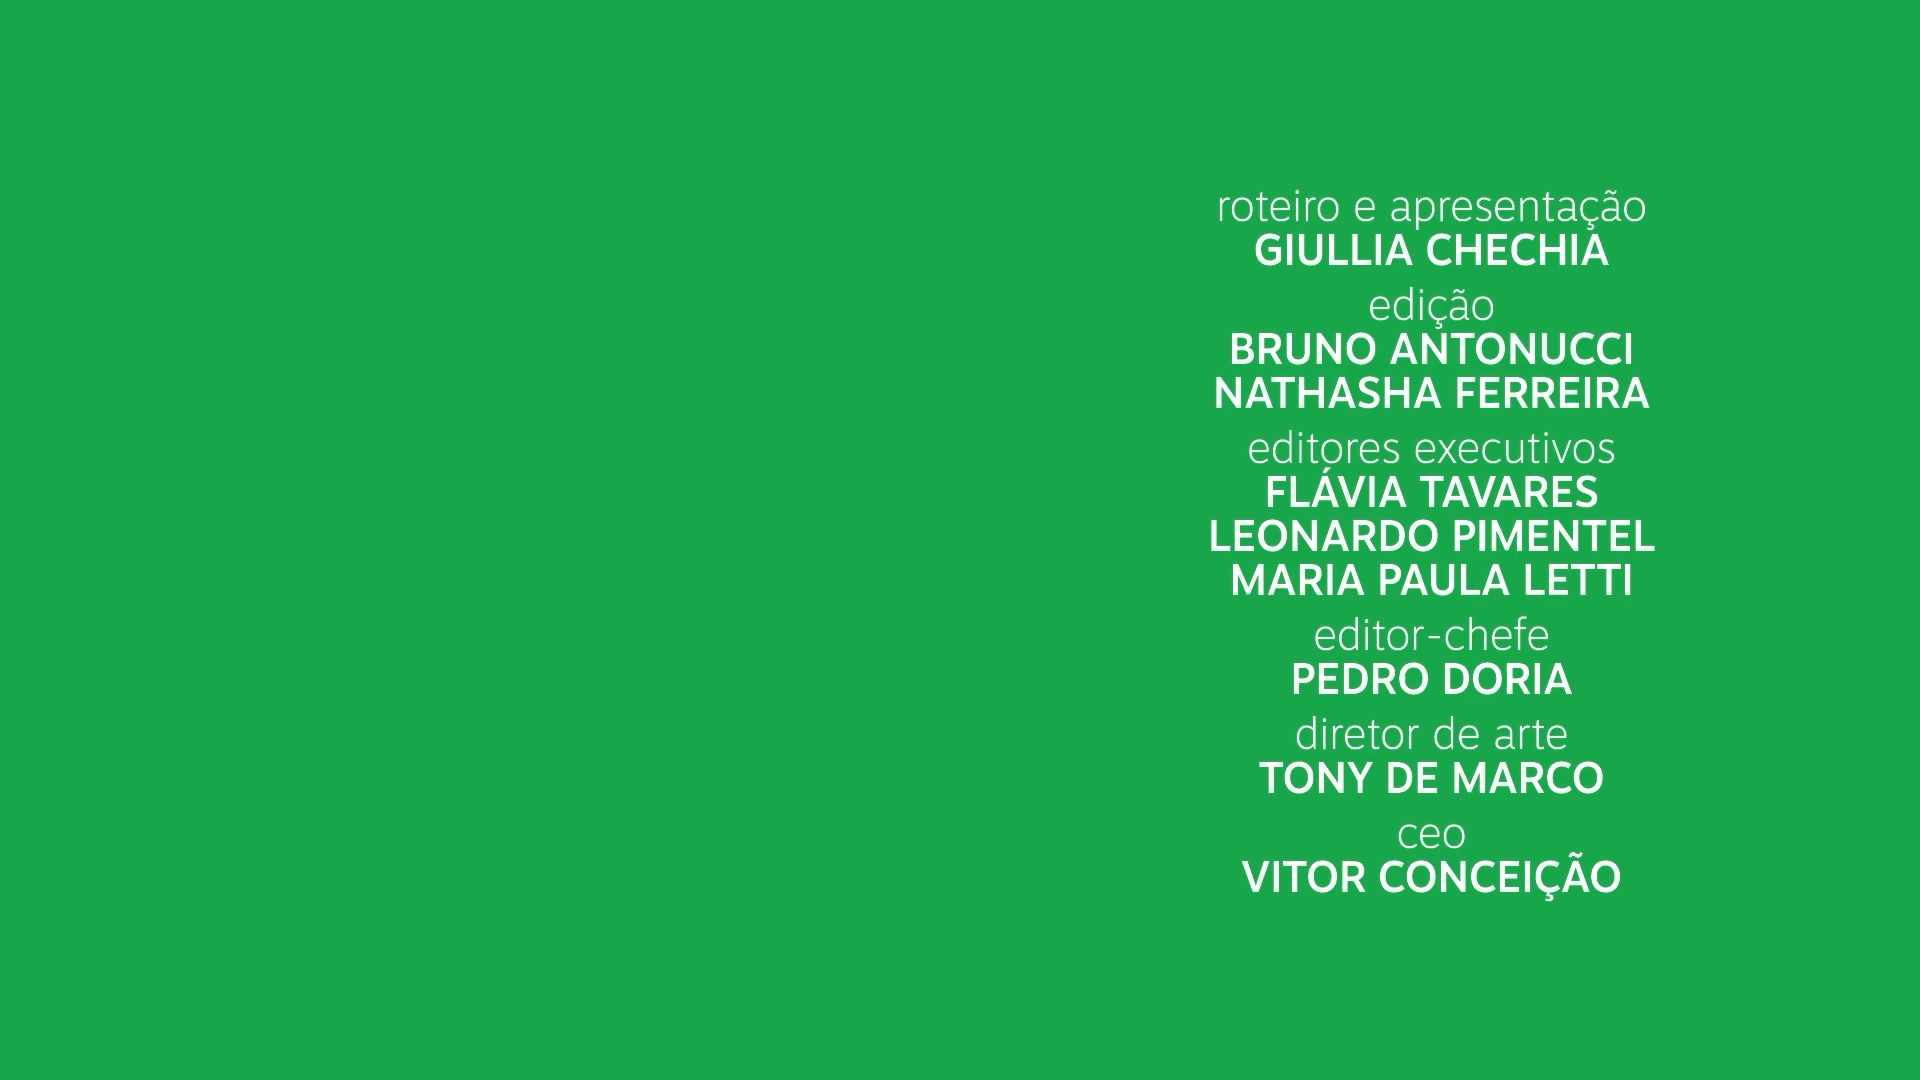 roteiro e apresentação
GIULLIA CHECHIA
edição
BRUNO ANTONUCCI
NATHASHA FERREIRA
editores executivos
FLÁVIA TAVARES
LEONARDO PIMENTEL
MARIA PAULA LETTI
editor-chefe
PEDRO DORIA
diretor de arte
TONY DE MARCO
ceo
VITOR CONCEIÇÃO